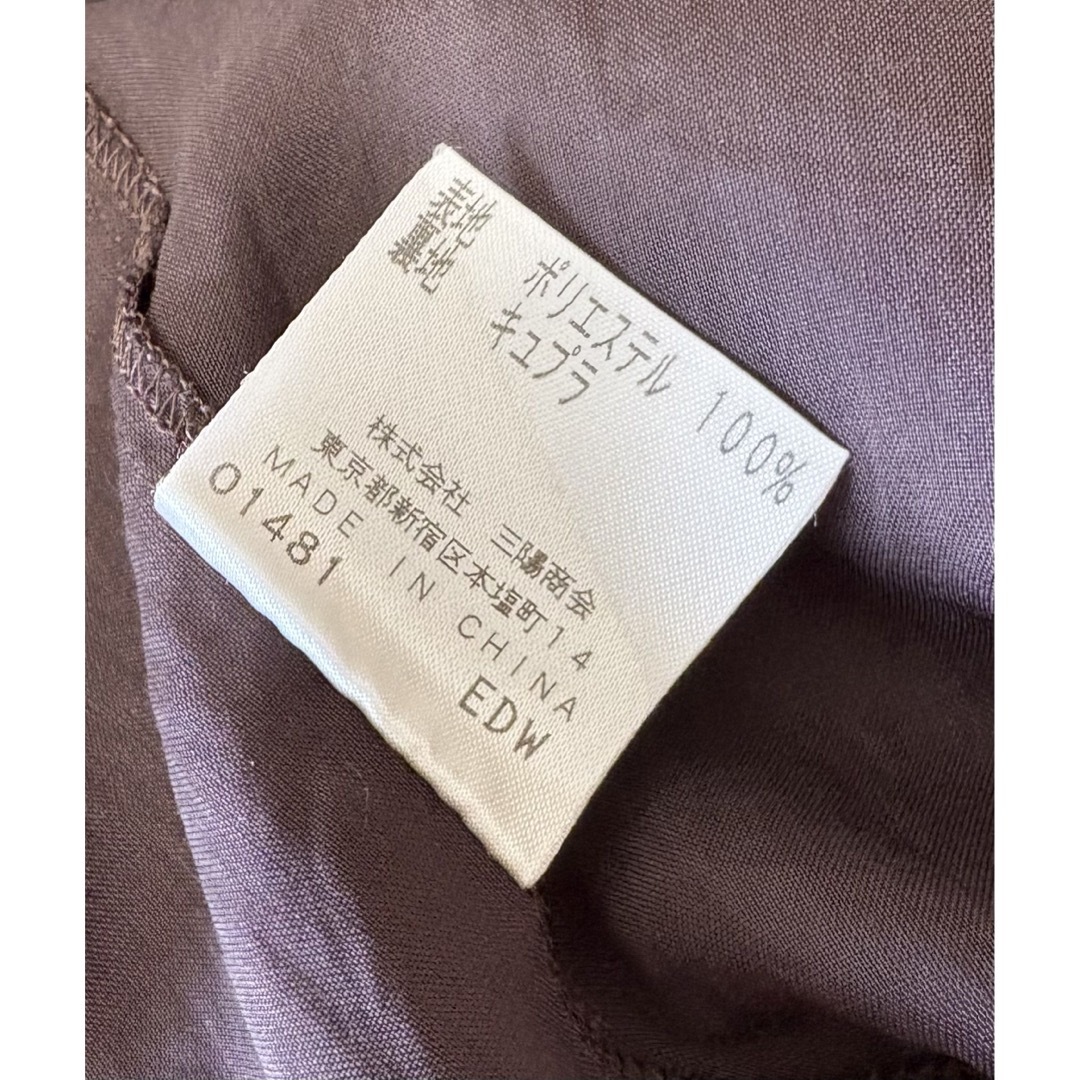 表地 ポリエステル 100%
裏地 キュプラ
株式会社 三陽商会
東京都新宿区本塩町14
MADE IN CHINA
01481 EDW